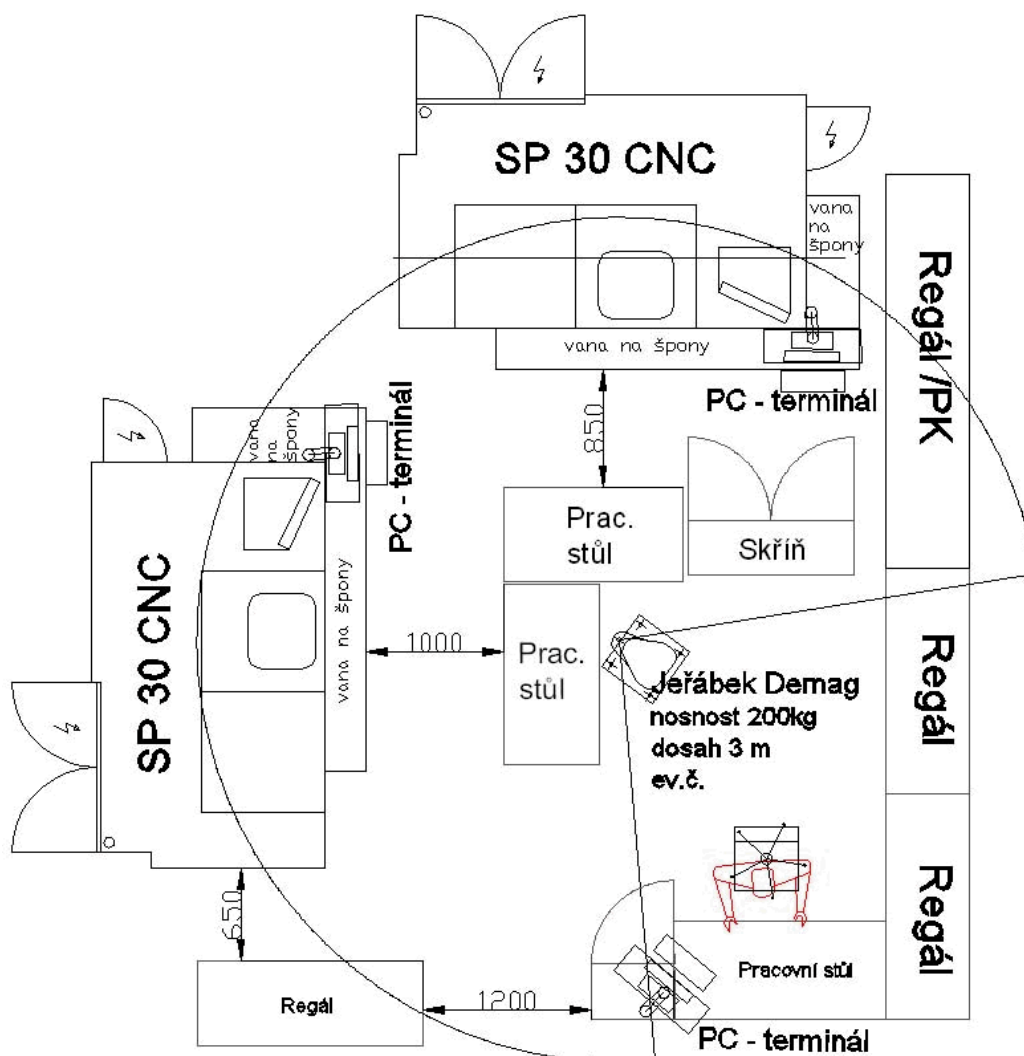 SP 30 CNC
vana
na
špony
vana na špony
PC - terminál
Regál /PK
850
vana
na
špony
PC - terminál
Prac.
stůl
Skříň
SP 30 CNC
vana na špony
1000
Prac.
stůl
Jeřábek Demag
nosnost 200kg
dosah 3 m
ev.č.
Regál
650
Regál
1200
Pracovní stůl
PC - terminál
Regál